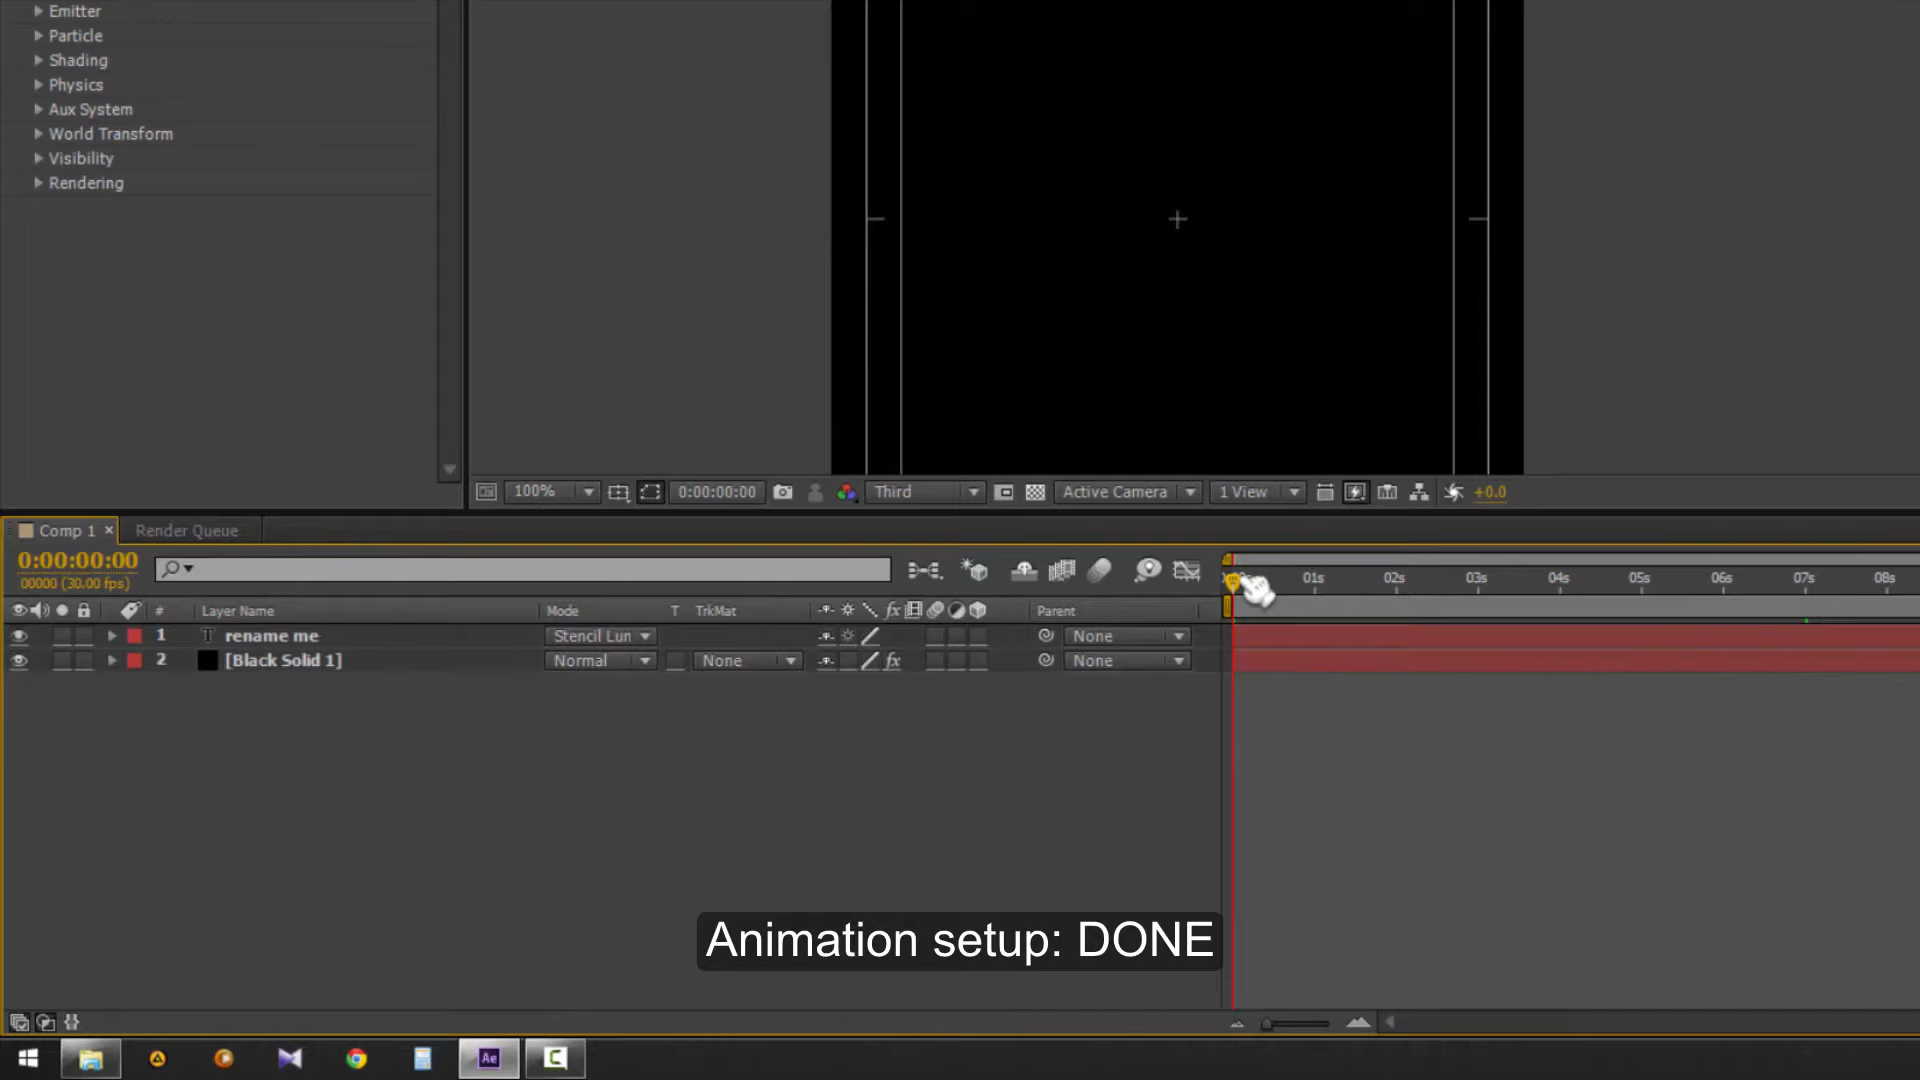 Emitter
Particle
Shading
Physics
Aux System
World Transform
Visibility
Rendering
100% 0:00:00:00 Third Active Camera 1 View +0.0
Comp 1 × Render Queue
0:00:00:00
00000 (30.00 fps)
01s 02s 03s 04s 05s 06s 07s 08s
# Layer Name Mode T TrkMat fx Parent
1 T rename me Stencil Lun None
2 [Black Solid 1] Normal None fx None
Animation setup: DONE
Ae C